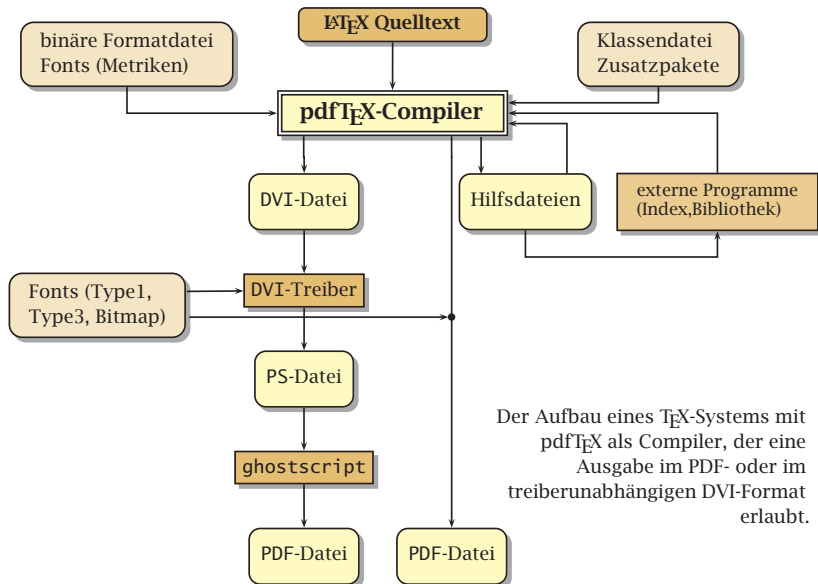 LATEX Quelltext
binäre Formatdatei
Fonts (Metriken)
Klassendatei
Zusatzpakete
pdfTEX-Compiler
DVI-Datei
Hilfsdateien
externe Programme
(Index,Bibliothek)
Fonts (Type1,
Type3, Bitmap)
DVI-Treiber
PS-Datei
ghostscript
PDF-Datei
PDF-Datei
Der Aufbau eines TEX-Systems mit
pdfTEX als Compiler, der eine
Ausgabe im PDF- oder im
treiberunabhängigen DVI-Format
erlaubt.